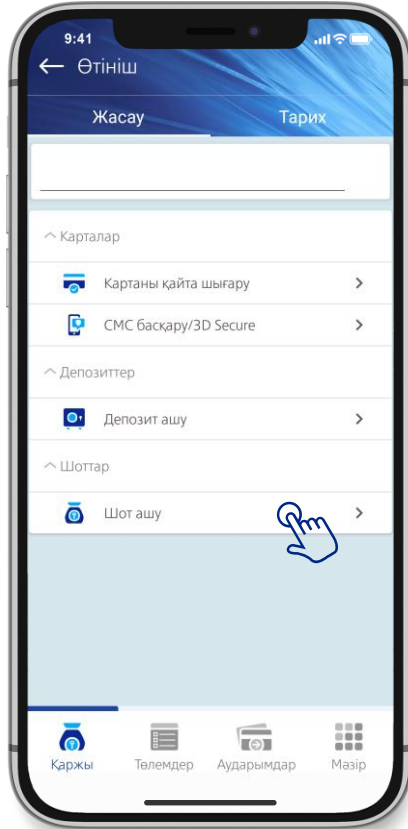 9:41
Өтініш
Жасау Тарих
Карталар
Картаны қайта шығару
СМС басқару/3D Secure
Депозиттер
Депозит ашу
Шоттар
Шот ашу
Қаржы Төлемдер Аударымдар Мәзір